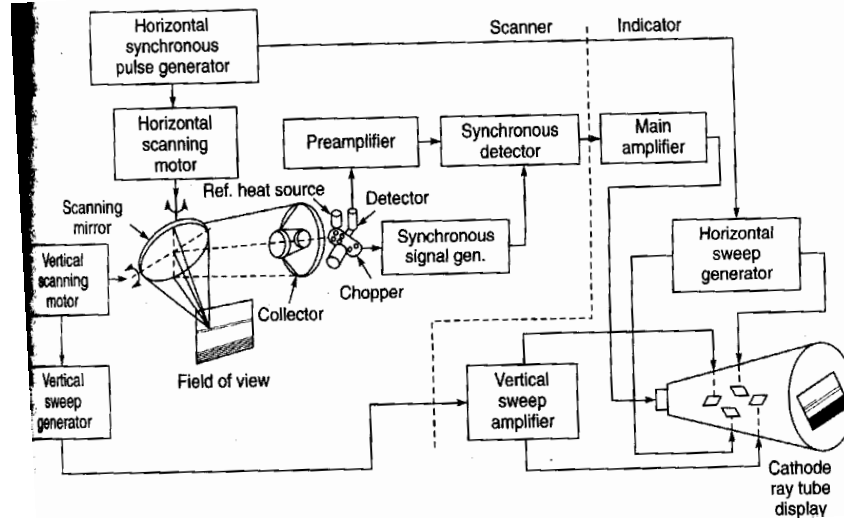 Horizontal
synchronous
pulse generator
Scanner
Indicator
Horizontal
scanning
motor
Preamplifier
Synchronous
detector
Main
amplifier
Ref. heat source
Detector
Scanning
mirror
Synchronous
signal gen.
Horizontal
sweep
generator
Vertical
scanning
motor
Chopper
Collector
Field of view
Vertical
sweep
generator
Vertical
sweep
amplifier
Cathode
ray tube
display